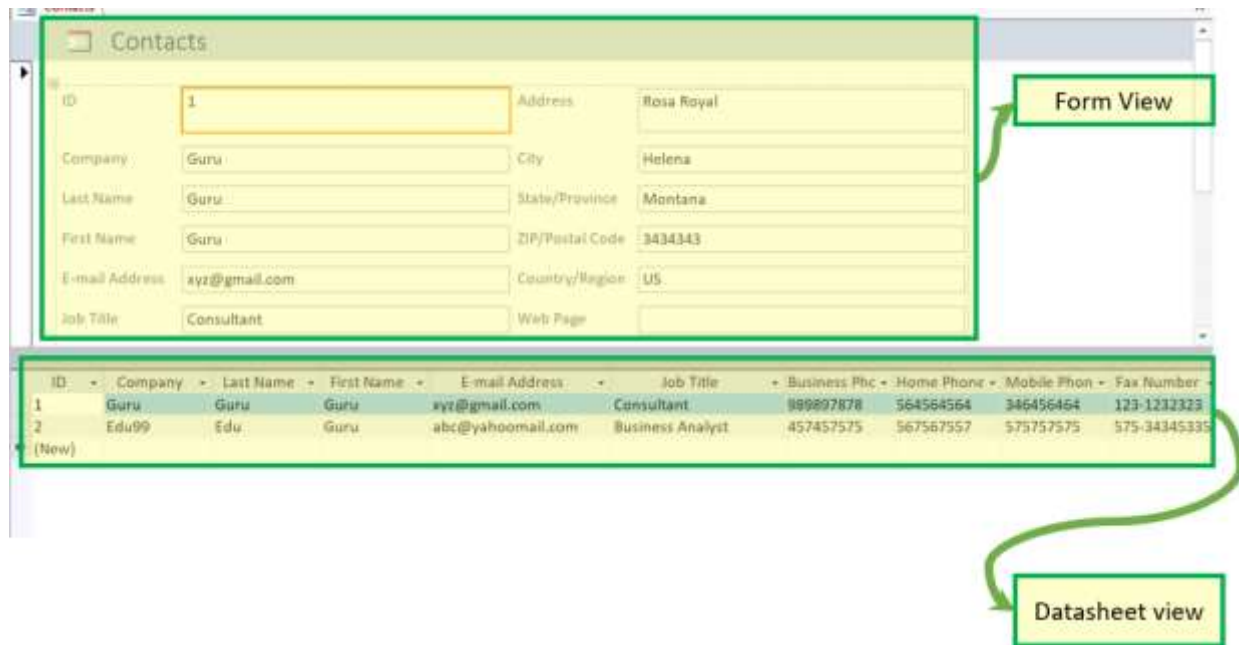 Contacts
Contacts
Form View
ID 1 Address Rosa Royal
Company Guru City Helena
Last Name Guru State/Province Montana
First Name Guru ZIP/Postal Code 3434343
E-mail Address xyz@gmail.com Country/Region US
Job Title Consultant Web Page
ID Company Last Name First Name E-mail Address Job Title Business Phc Home Phone Mobile Phon Fax Number
1 Guru Guru Guru xyz@gmail.com Consultant 989897878 564564564 346456464 123-1232323
2 Edu99 Edu Guru abc@yahoomail.com Business Analyst 457457575 567567557 575757575 575-34345335
(New)
Datasheet view